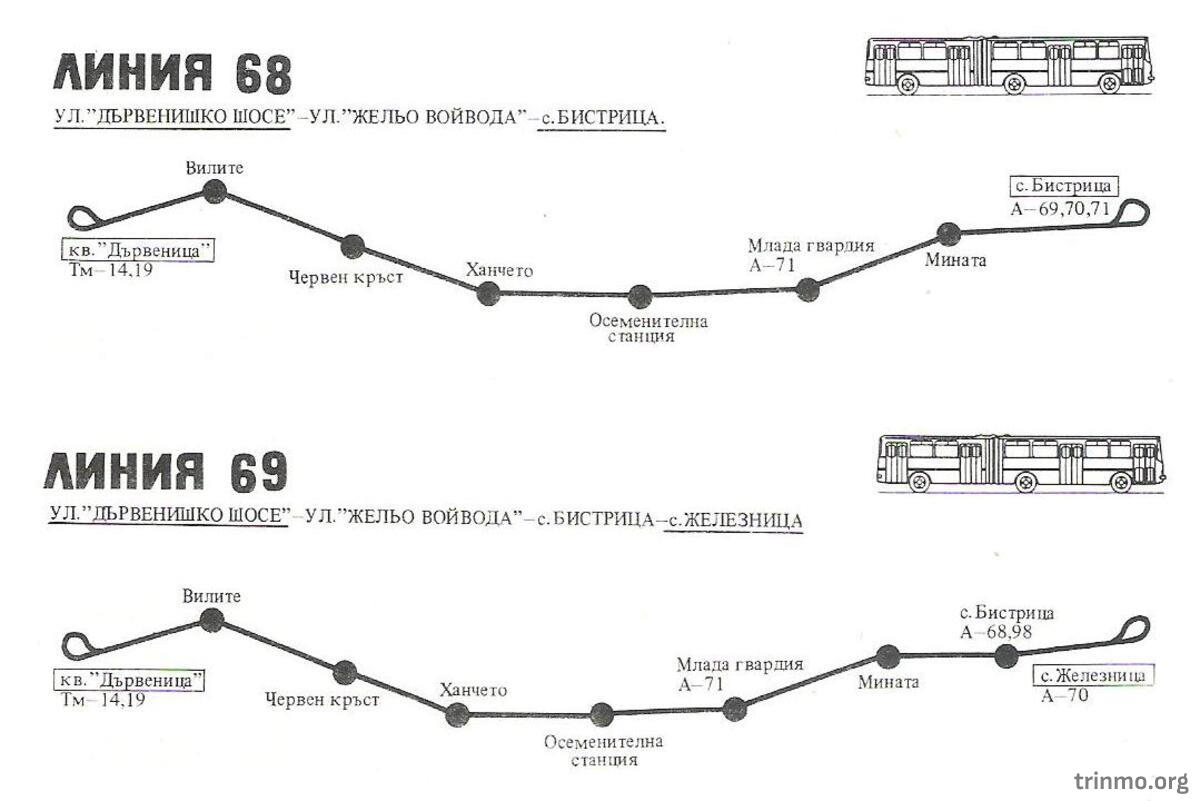 ЛИНИЯ 68
УЛ."ДЪРВЕНИШКО ШОСЕ"–УЛ."ЖЕЛЬО ВОЙВОДА"–с.БИСТРИЦА.
Вилите
с. Бистрица
А–69,70,71
кв."Дървеница"
Тм–14,19
Червен кръст
Ханчето
Млада гвардия
А–71
Мината
Осеменителна
станция
ЛИНИЯ 69
УЛ."ДЪРВЕНИШКО ШОСЕ"–УЛ."ЖЕЛЬО ВОЙВОДА"–с.БИСТРИЦА–с.ЖЕЛЕЗНИЦА
Вилите
с.Бистрица
А–68,98
кв."Дървеница"
Тм–14,19
Червен кръст
Ханчето
Млада гвардия
А–71
Мината
с.Железница
А–70
Осеменителна
станция
trinmo.org